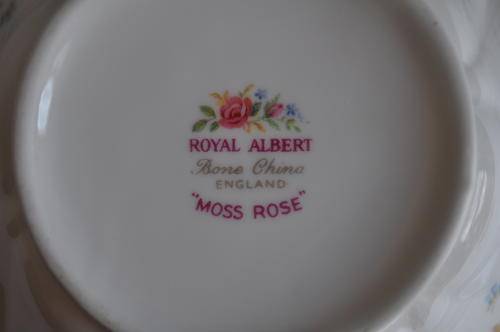 ROYAL ALBERT
Bone China
ENGLAND
"MOSS ROSE"